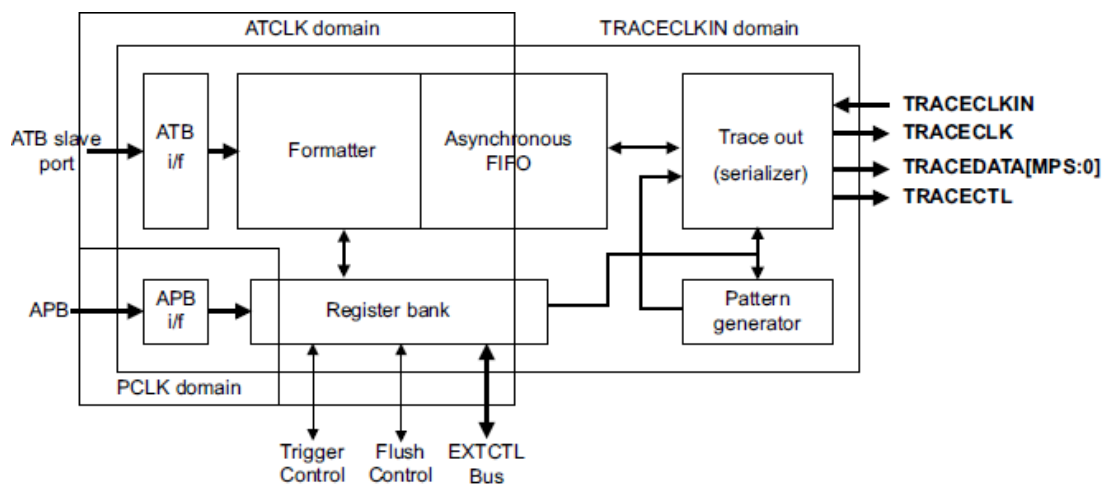 ATCLK domain
TRACECLKIN domain
ATB slave
port
ATB
i/f
Formatter
Asynchronous
FIFO
Trace out
(serializer)
TRACECLKIN
TRACECLK
TRACEDATA[MPS:0]
TRACECTL
APB
APB
i/f
Register bank
Pattern
generator
PCLK domain
Trigger
Control
Flush
Control
EXTCTL
Bus